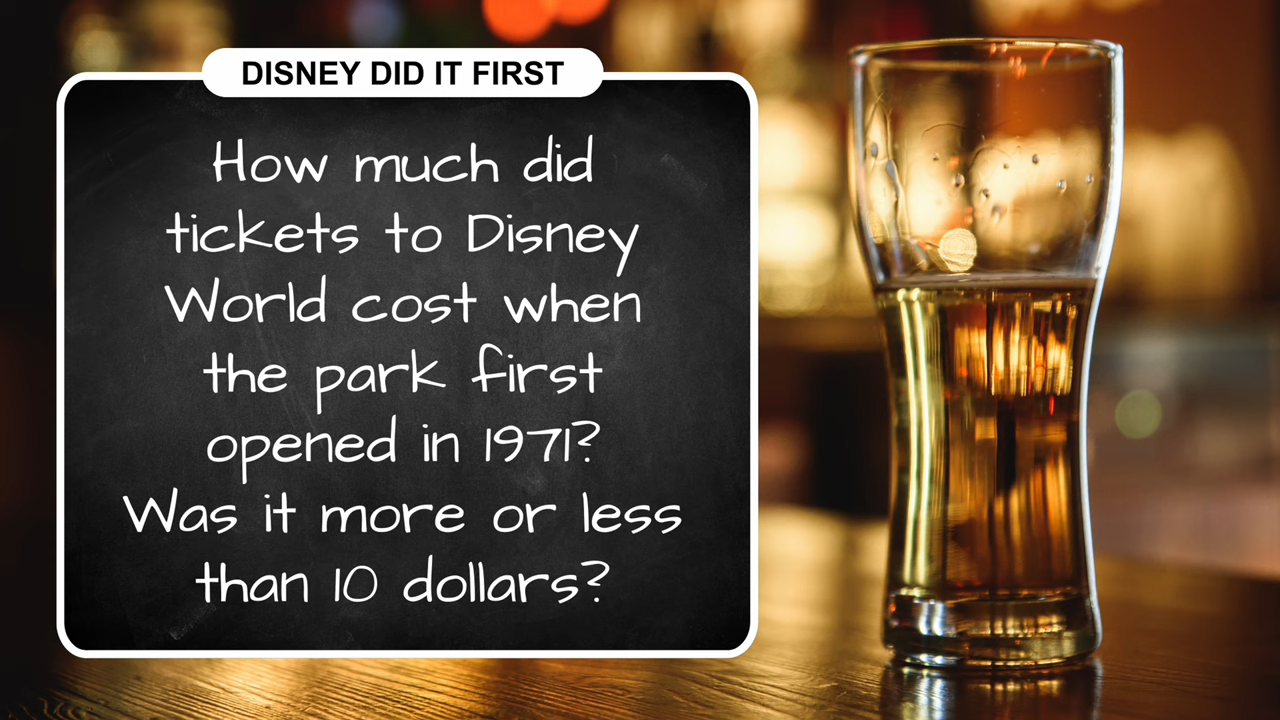 DISNEY DID IT FIRST
How much did
tickets to Disney
World cost when
the park first
opened in 1971?
Was it more or less
than 10 dollars?